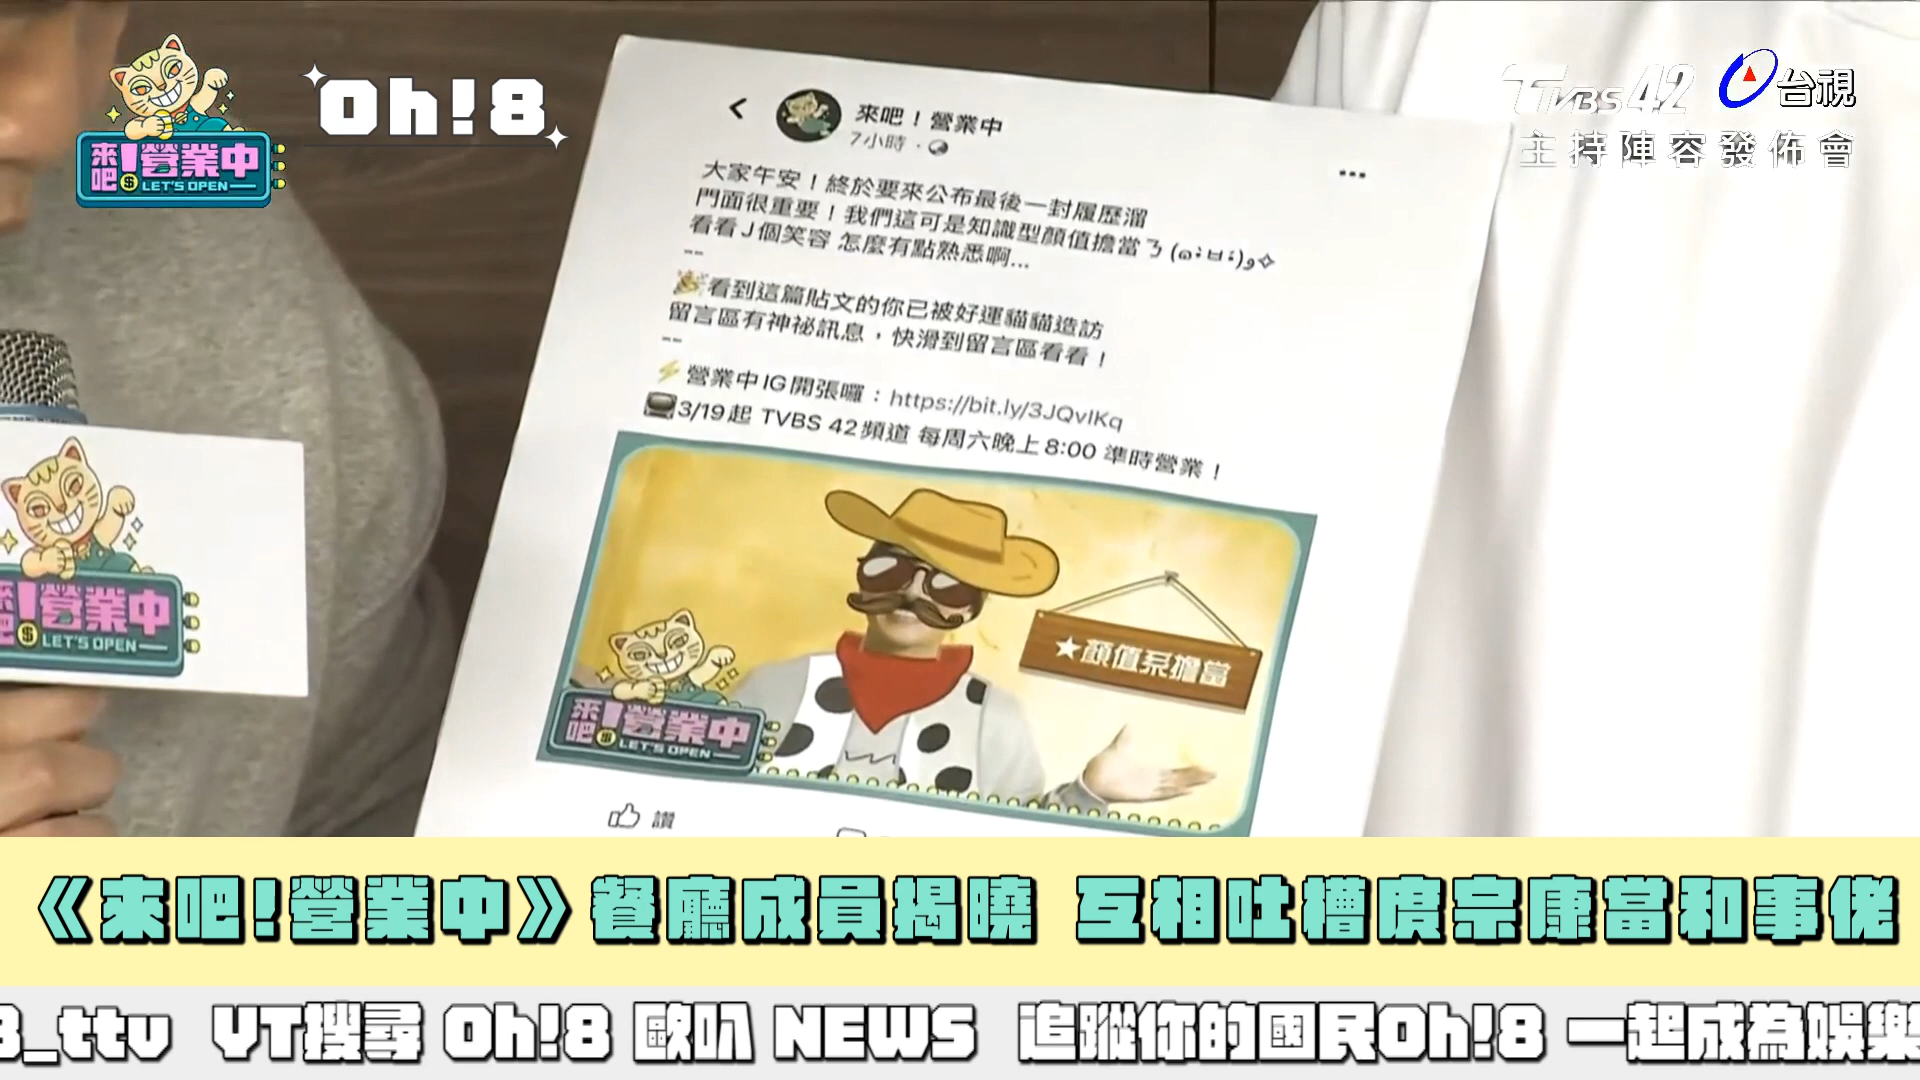 來吧!營業中
LET'S OPEN
Oh!8
TVBS 42 台視
主持陣容發佈會
來吧!營業中
7小時
大家午安!終於要來公布最後一封履歷溜
門面很重要!我們這可是知識型顏值擔當ㄋ
看看J個笑容 怎麼有點熟悉啊...
--
看到這篇貼文的你已被好運貓貓造訪
留言區有神祕訊息,快滑到留言區看看!
--
營業中IG開張囉:https://bit.ly/3JQvIKq
3/19起 TVBS 42頻道 每周六晚上8:00 準時營業!
★顏值系擔當
來吧!營業中
LET'S OPEN
讚
來吧!營業中
LET'S OPEN
《來吧!營業中》餐廳成員揭曉 互相吐槽庹宗康當和事佬
8_ttv YT搜尋 Oh!8 歐叭 NEWS 追蹤你的國民Oh!8 一起成為娛樂